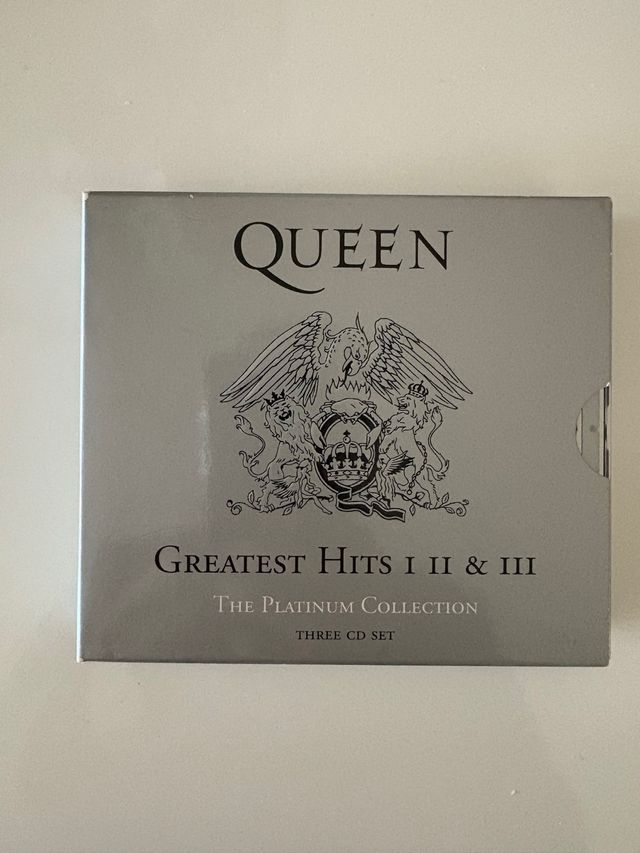 QUEEN
GREATEST HITS I II & III
THE PLATINUM COLLECTION
THREE CD SET